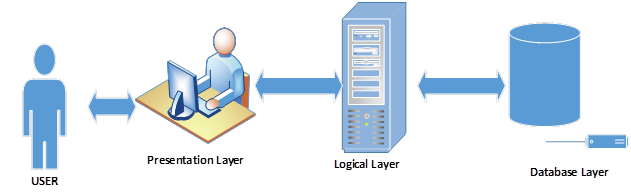 USER
Presentation Layer
Logical Layer
Database Layer